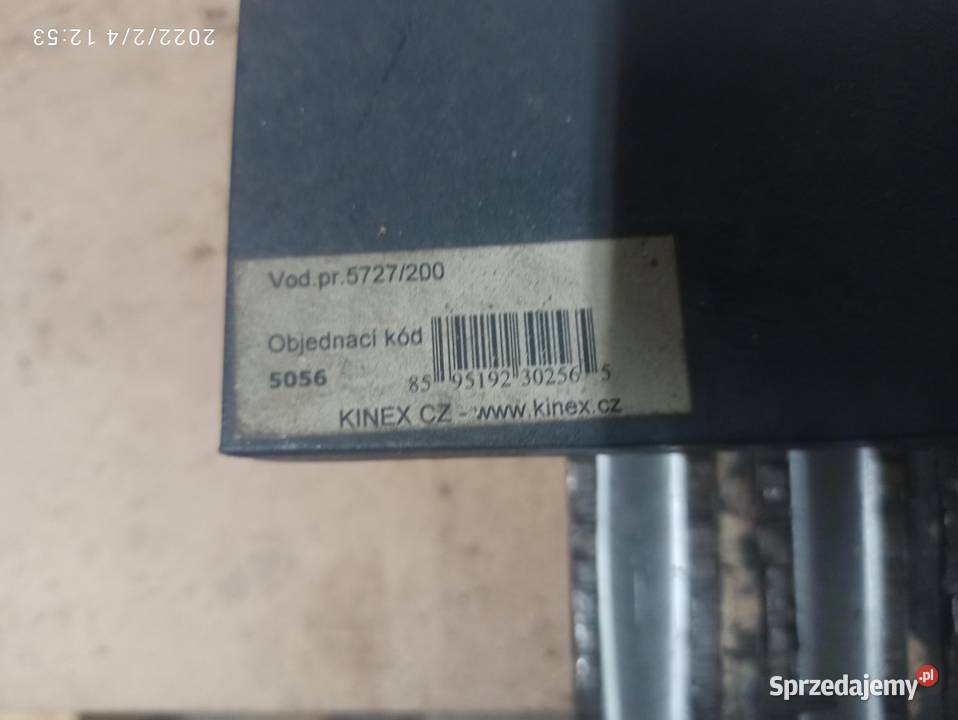 2022/2/4 12:53
Vod.pr.5727/200
Objednací kód
5056
85 95192 30256 5
KINEX CZ - www.kinex.cz
Sprzedajemy.pl